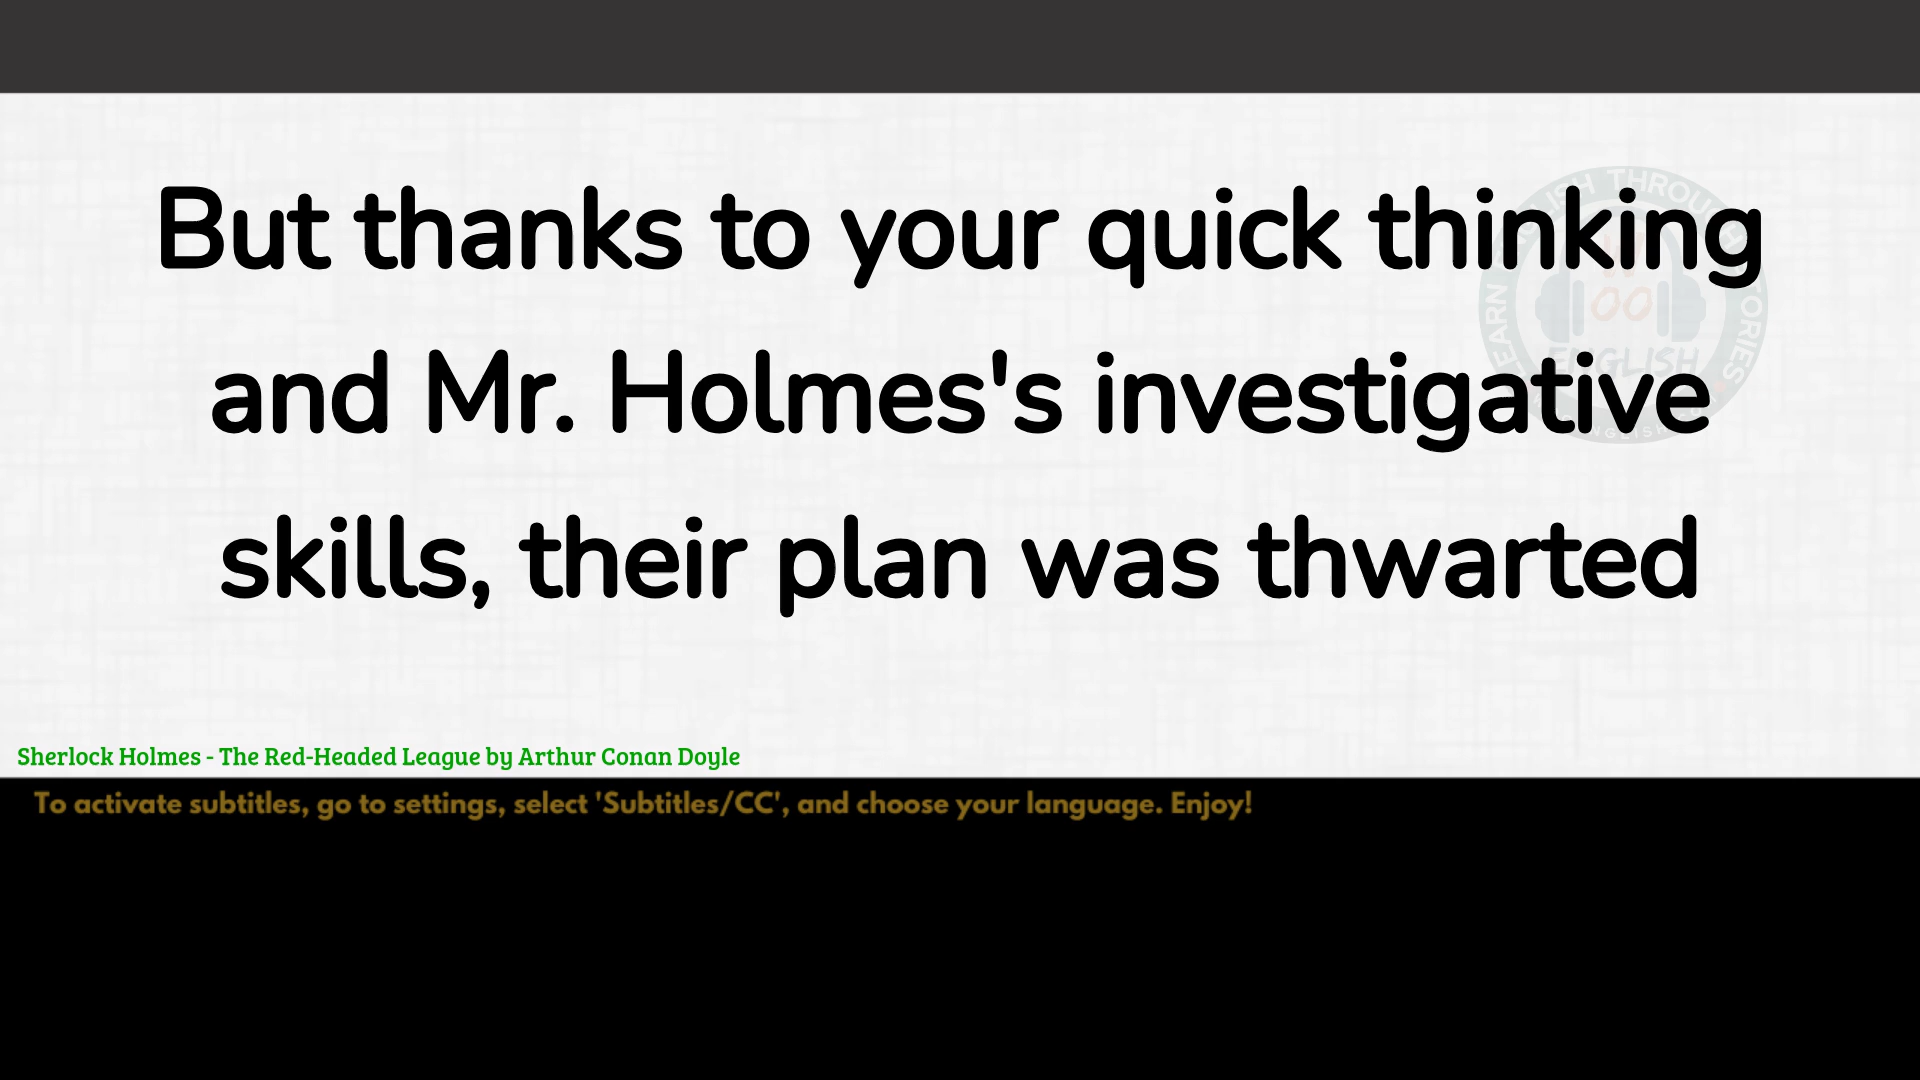 But thanks to your quick thinking
and Mr. Holmes's investigative
skills, their plan was thwarted
ENGLISH
Sherlock Holmes - The Red-Headed League by Arthur Conan Doyle
To activate subtitles, go to settings, select 'Subtitles/CC', and choose your language. Enjoy!